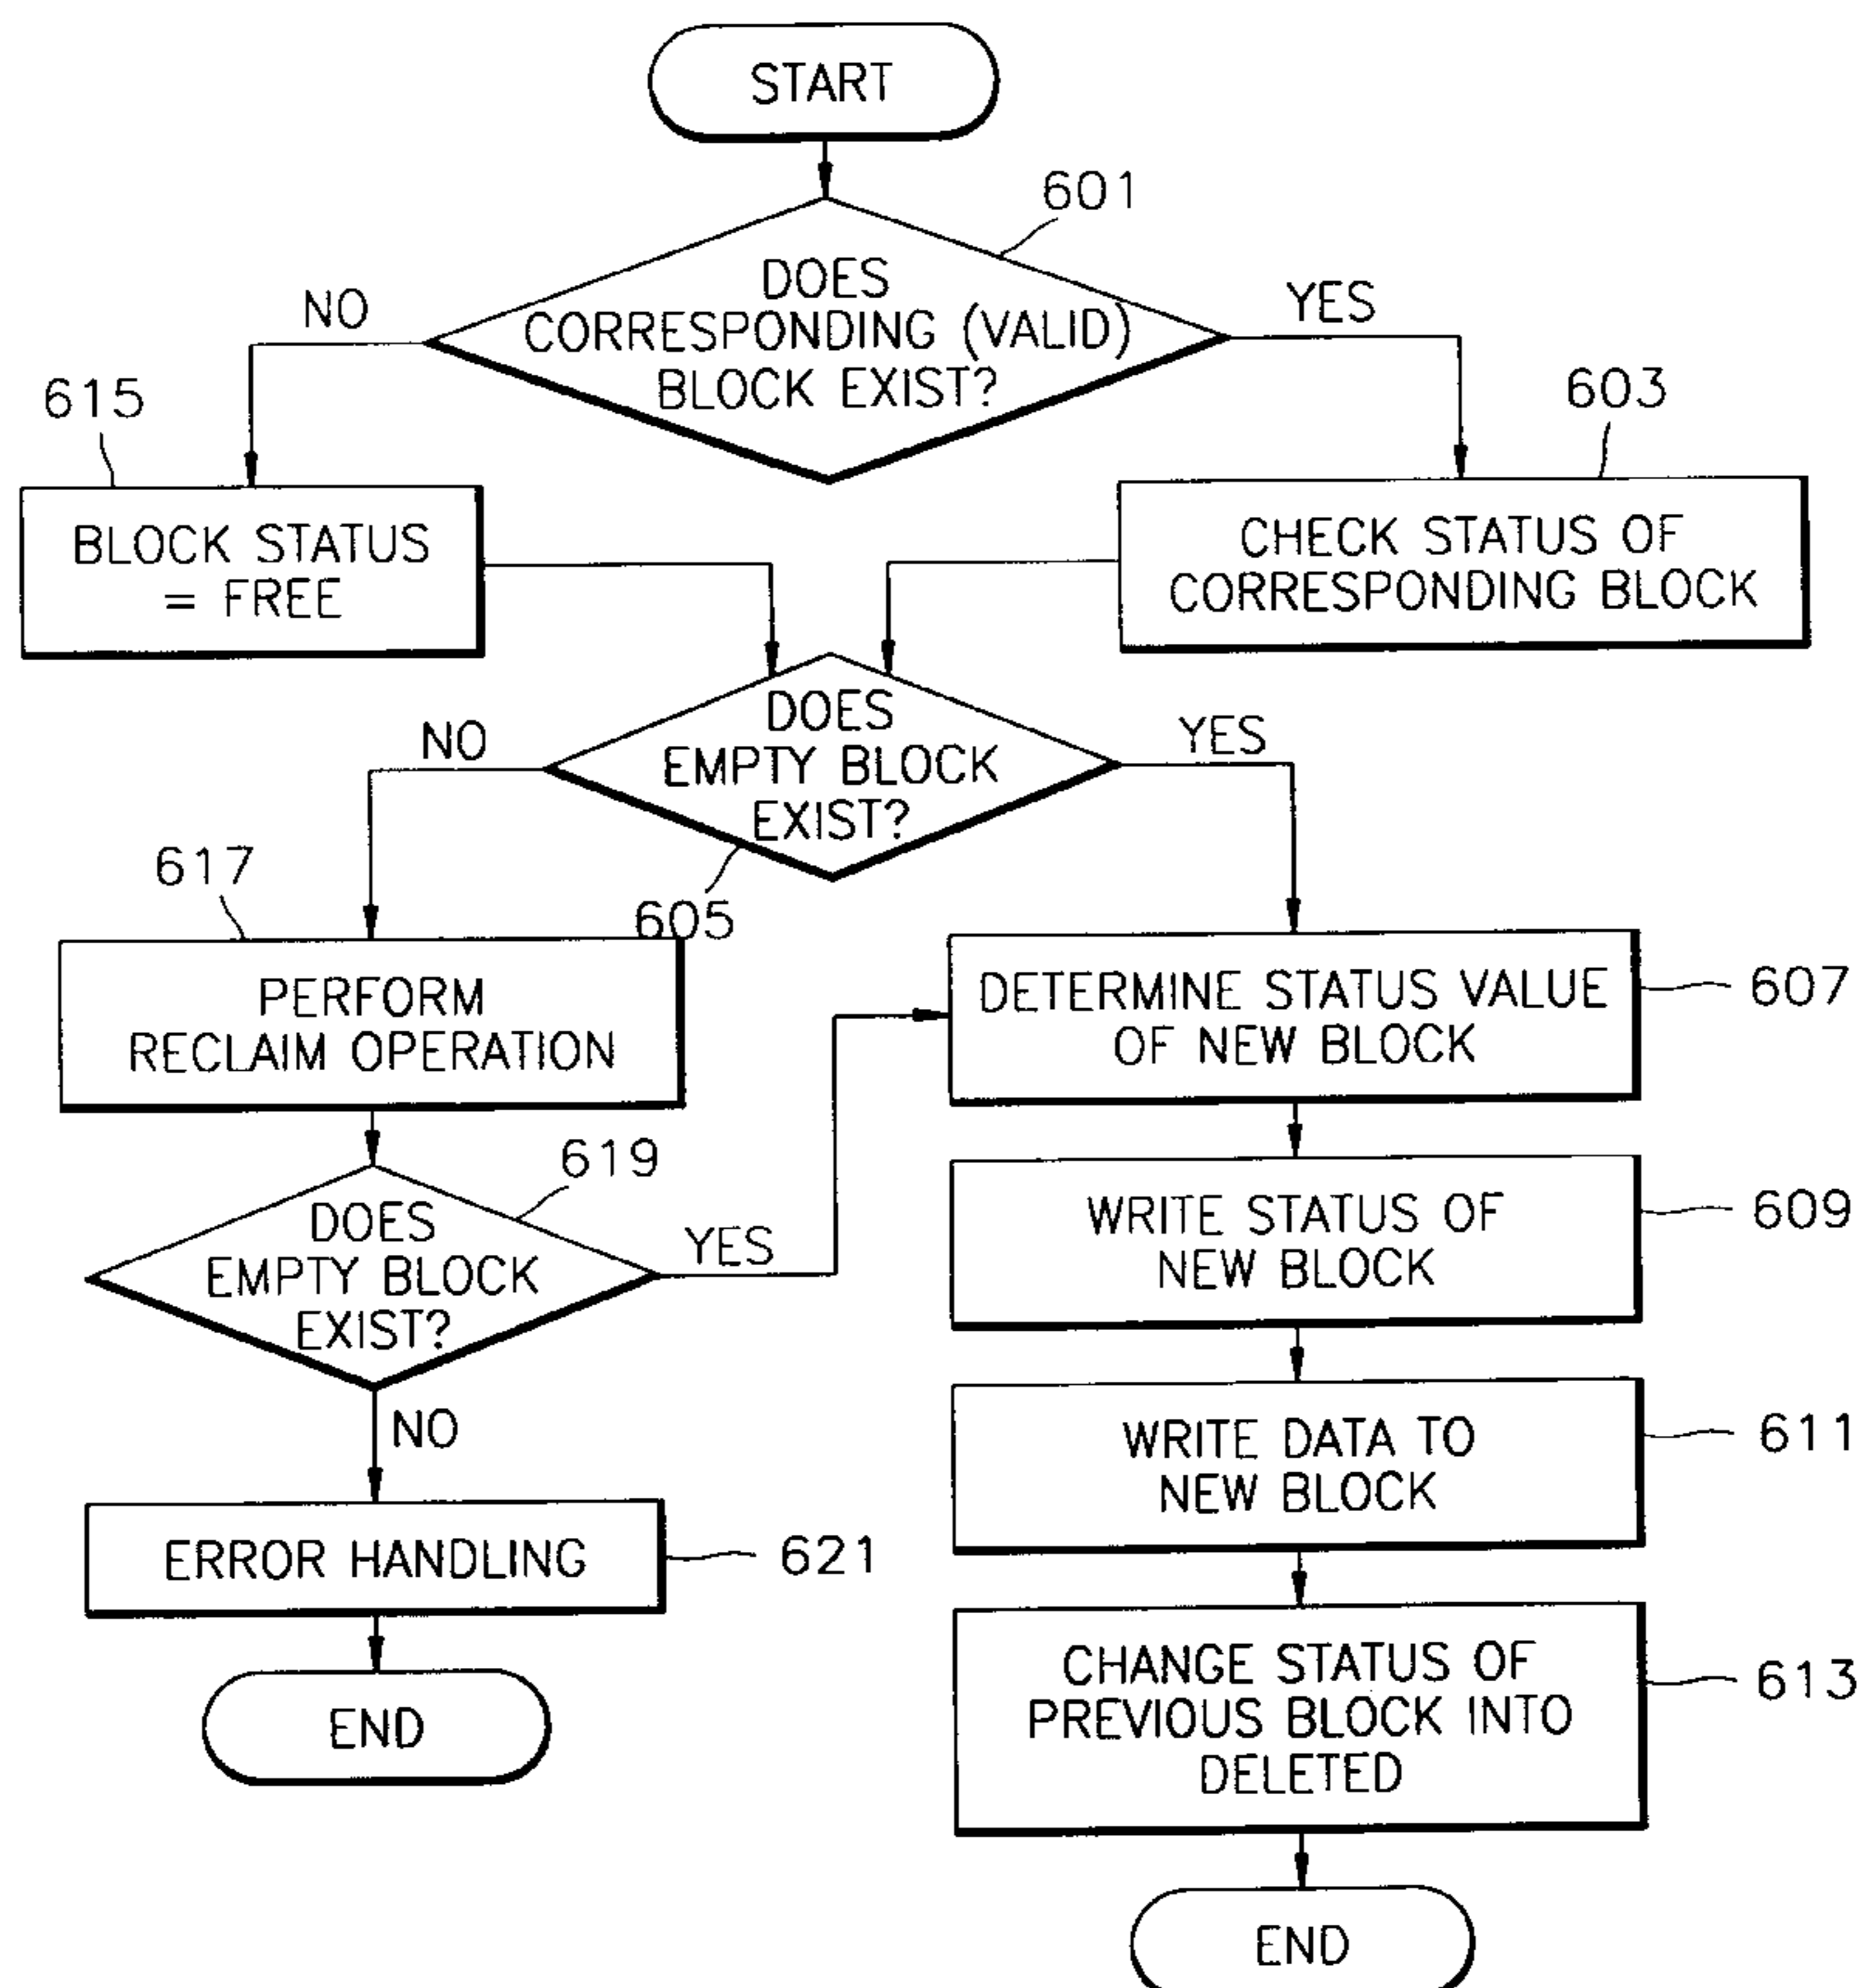 START
601
DOES
CORRESPONDING (VALID)
BLOCK EXIST?
NO
YES
615
603
BLOCK STATUS
= FREE
CHECK STATUS OF
CORRESPONDING BLOCK
DOES
EMPTY BLOCK
EXIST?
NO
YES
617
605
PERFORM
RECLAIM OPERATION
DETERMINE STATUS VALUE
OF NEW BLOCK
607
619
DOES
EMPTY BLOCK
EXIST?
YES
WRITE STATUS OF
NEW BLOCK
609
NO
WRITE DATA TO
NEW BLOCK
611
ERROR HANDLING
621
CHANGE STATUS OF
PREVIOUS BLOCK INTO
DELETED
613
END
END